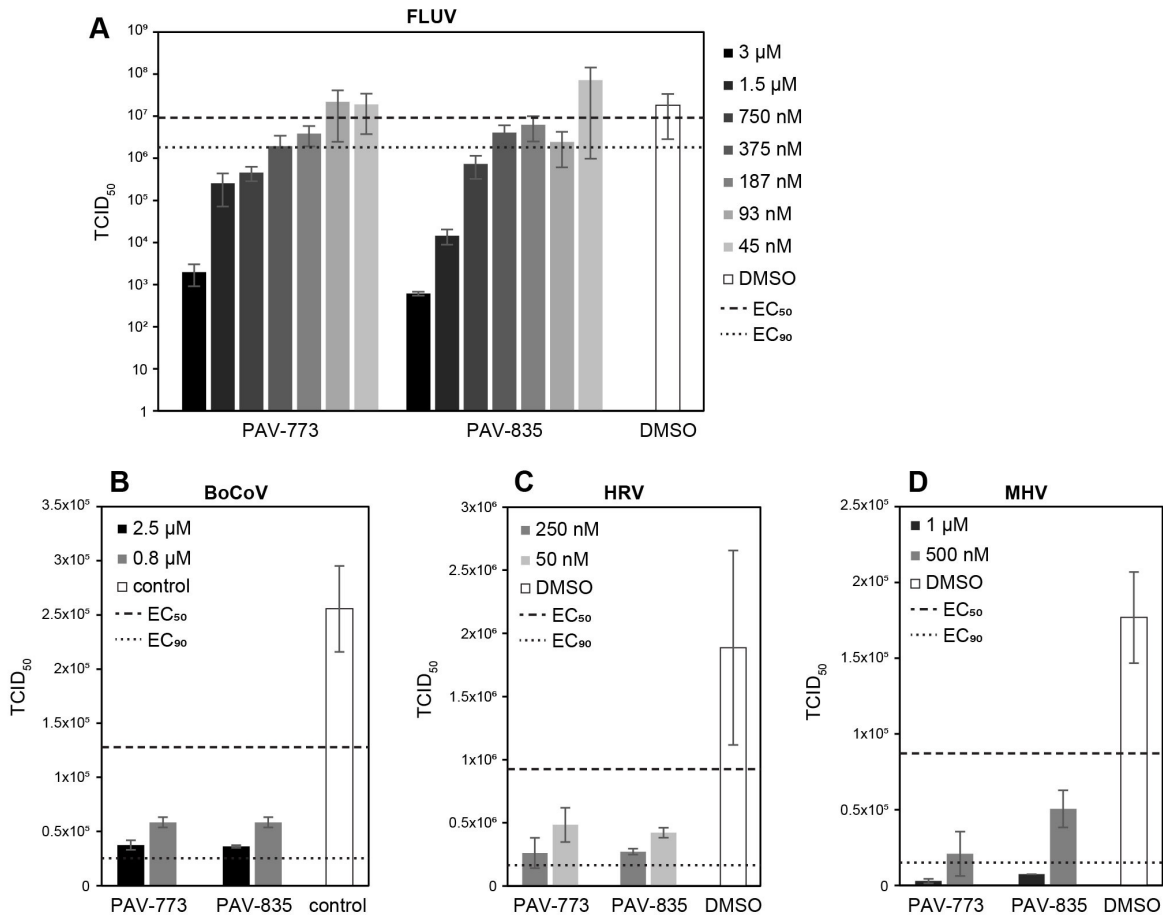 A
FLUV
10⁹
10⁸
10⁷
10⁶
10⁵
10⁴
10³
10²
10
1
TCID₅₀
PAV-773
PAV-835
DMSO
3 µM
1.5 µM
750 nM
375 nM
187 nM
93 nM
45 nM
DMSO
EC₅₀
EC₉₀
B
BoCoV
3.5x10⁵
3x10⁵
2.5x10⁵
2x10⁵
1.5x10⁵
1x10⁵
0.5x10⁵
0
TCID₅₀
2.5 µM
0.8 µM
control
EC₅₀
EC₉₀
PAV-773
PAV-835
control
C
HRV
3x10⁶
2.5x10⁶
2x10⁶
1.5x10⁶
1x10⁶
0.5x10⁶
0
TCID₅₀
250 nM
50 nM
DMSO
EC₅₀
EC₉₀
PAV-773
PAV-835
DMSO
D
MHV
2.5x10⁵
2x10⁵
1.5x10⁵
1x10⁵
0.5x10⁵
0
TCID₅₀
1 µM
500 nM
DMSO
EC₅₀
EC₉₀
PAV-773
PAV-835
DMSO